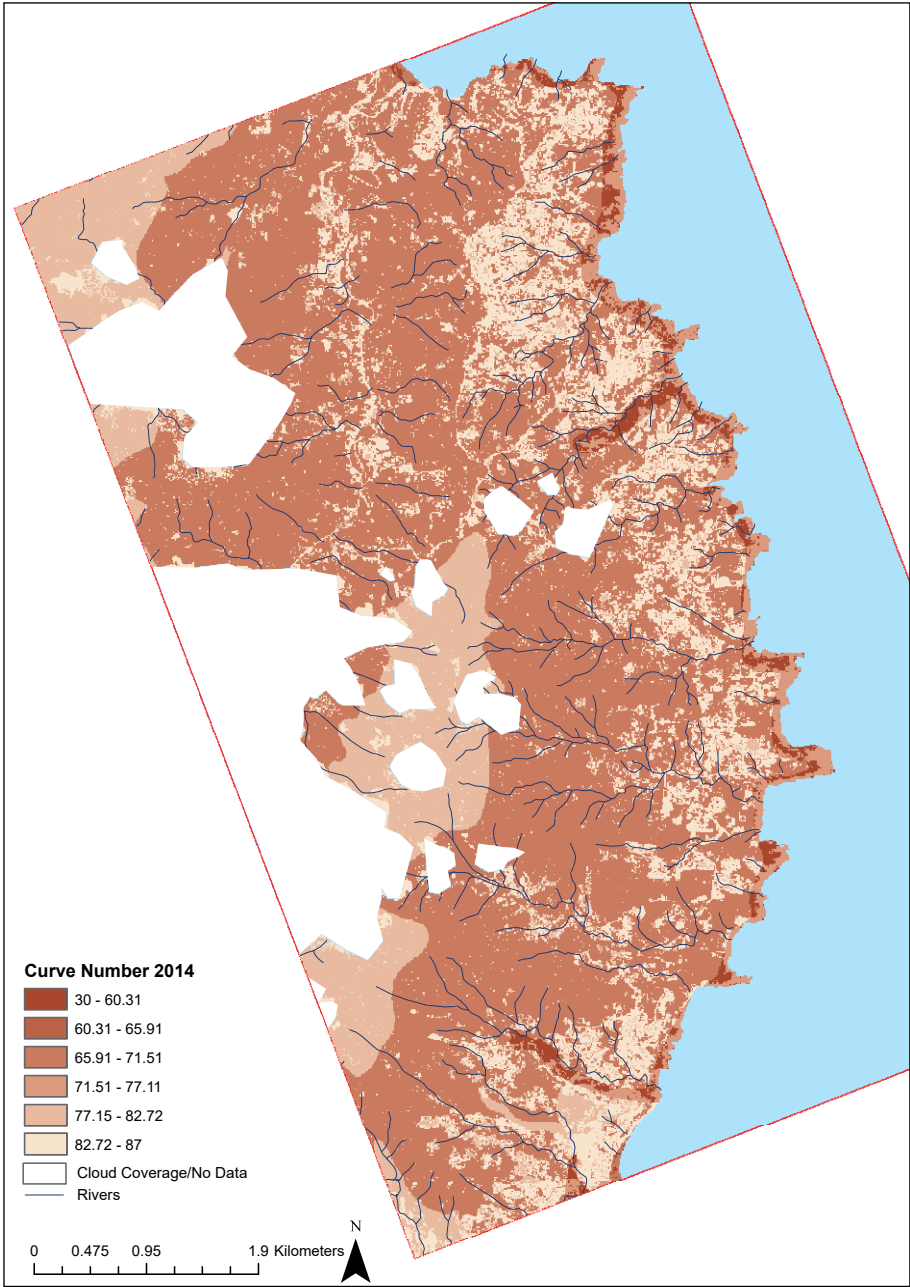 Curve Number 2014
30 - 60.31
60.31 - 65.91
65.91 - 71.51
71.51 - 77.11
77.15 - 82.72
82.72 - 87
Cloud Coverage/No Data
Rivers
N
0 0.475 0.95 1.9 Kilometers